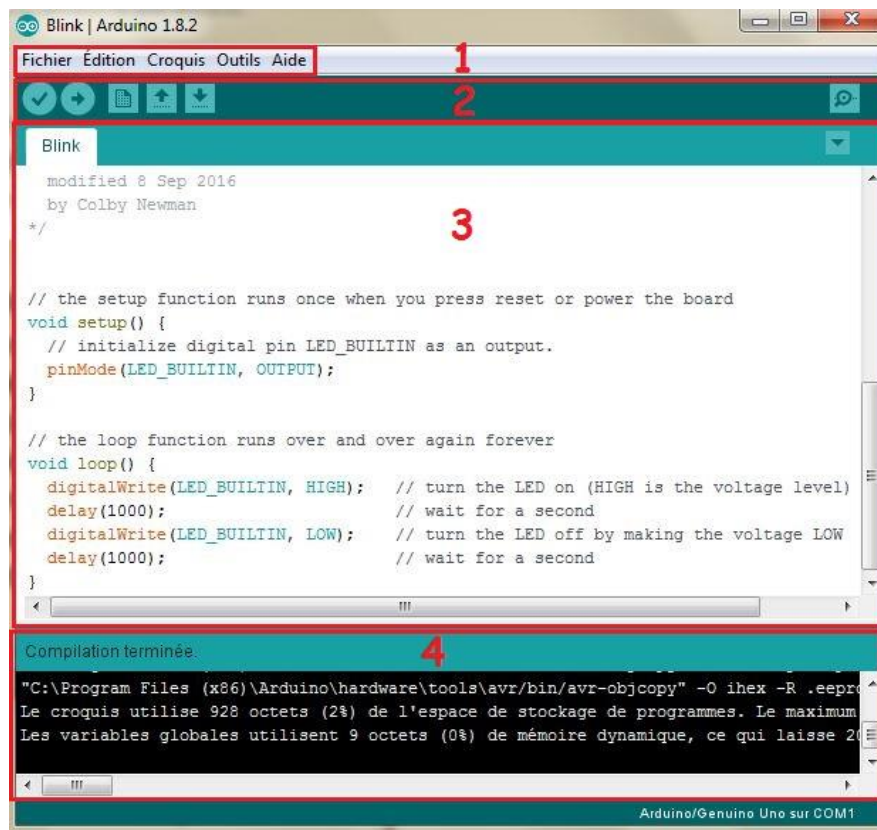 Blink | Arduino 1.8.2
Fichier Édition Croquis Outils Aide
1
2
Blink
modified 8 Sep 2016
by Colby Newman
*/
3
// the setup function runs once when you press reset or power the board
void setup() {
// initialize digital pin LED_BUILTIN as an output.
pinMode(LED_BUILTIN, OUTPUT);
}
// the loop function runs over and over again forever
void loop() {
digitalWrite(LED_BUILTIN, HIGH); // turn the LED on (HIGH is the voltage level)
delay(1000); // wait for a second
digitalWrite(LED_BUILTIN, LOW); // turn the LED off by making the voltage LOW
delay(1000); // wait for a second
}
Compilation terminée.
4
"C:\Program Files (x86)\Arduino\hardware\tools\avr/bin/avr-objcopy" -O ihex -R .eepr
Le croquis utilise 928 octets (2%) de l'espace de stockage de programmes. Le maximum
Les variables globales utilisent 9 octets (0%) de mémoire dynamique, ce qui laisse 2
Arduino/Genuino Uno sur COM1